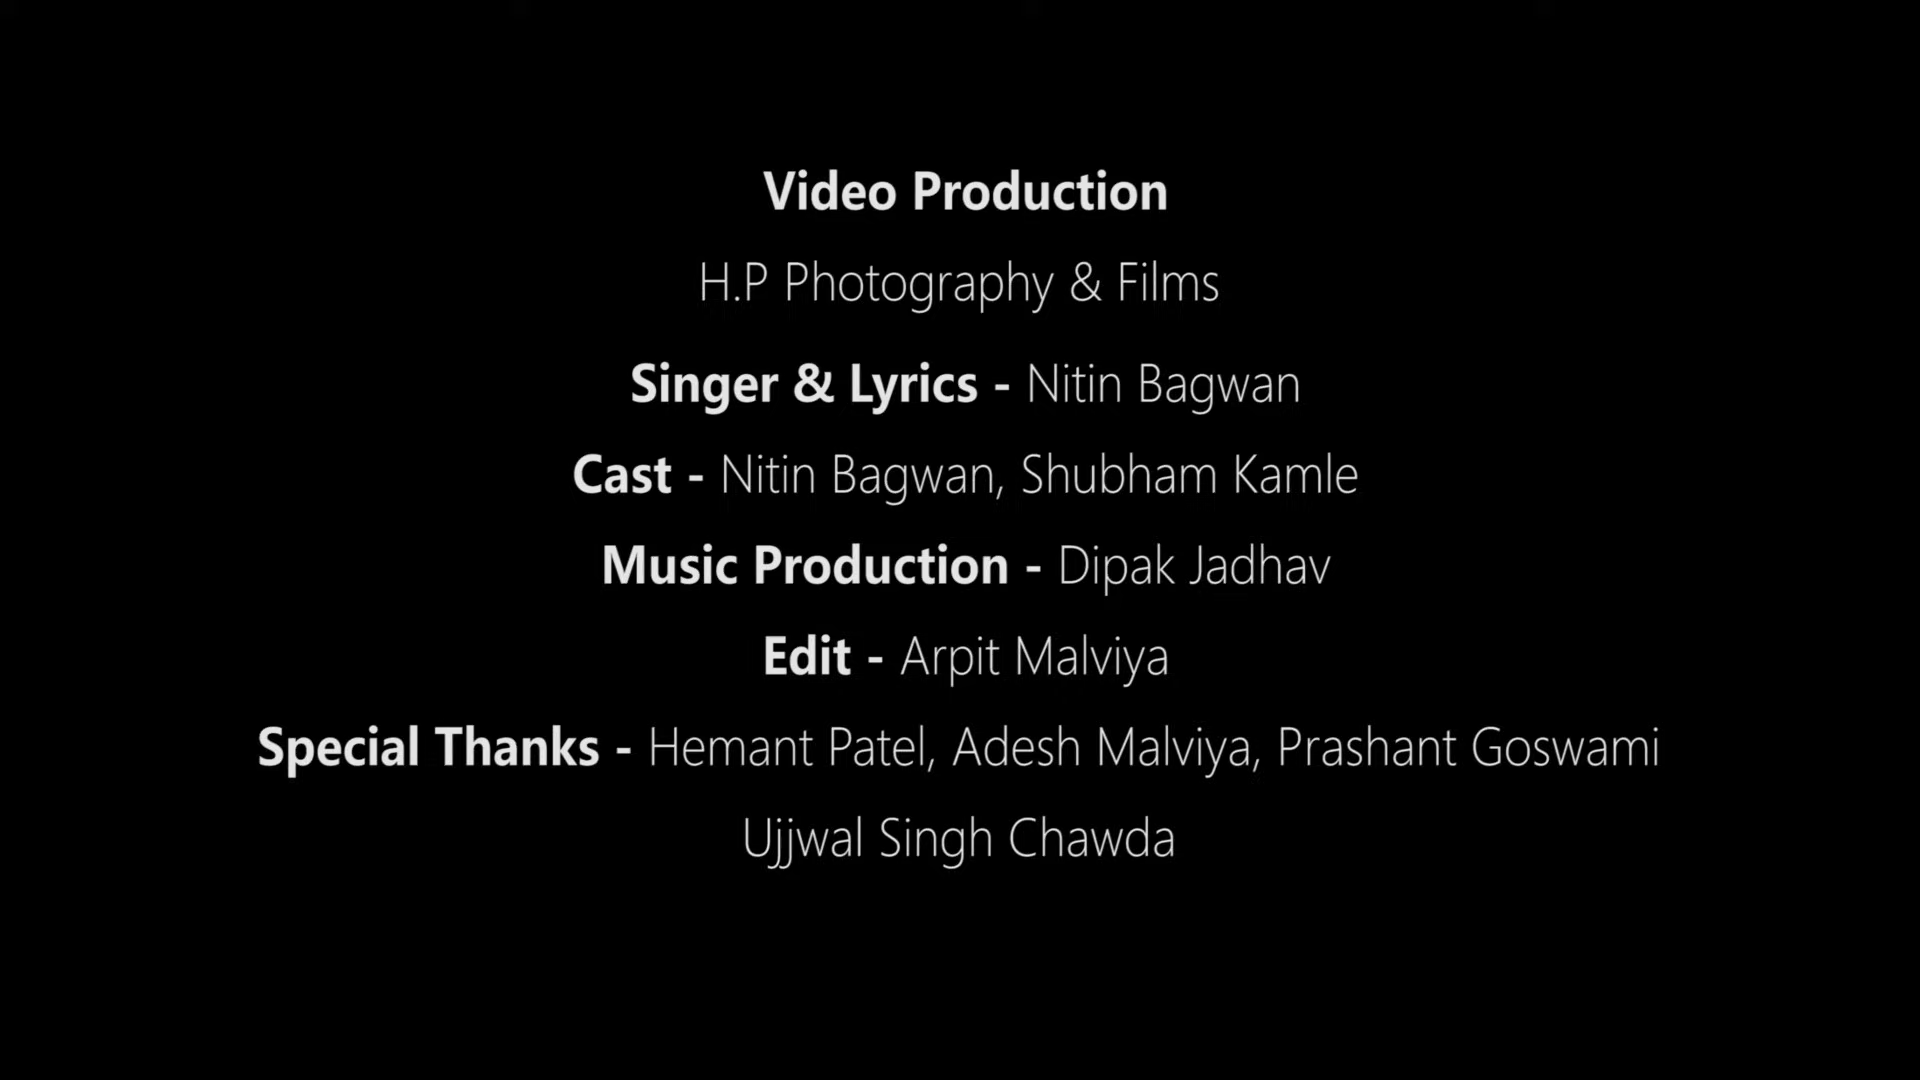 Video Production
H.P Photography & Films
Singer & Lyrics - Nitin Bagwan
Cast - Nitin Bagwan, Shubham Kamle
Music Production - Dipak Jadhav
Edit - Arpit Malviya
Special Thanks - Hemant Patel, Adesh Malviya, Prashant Goswami
Ujjwal Singh Chawda